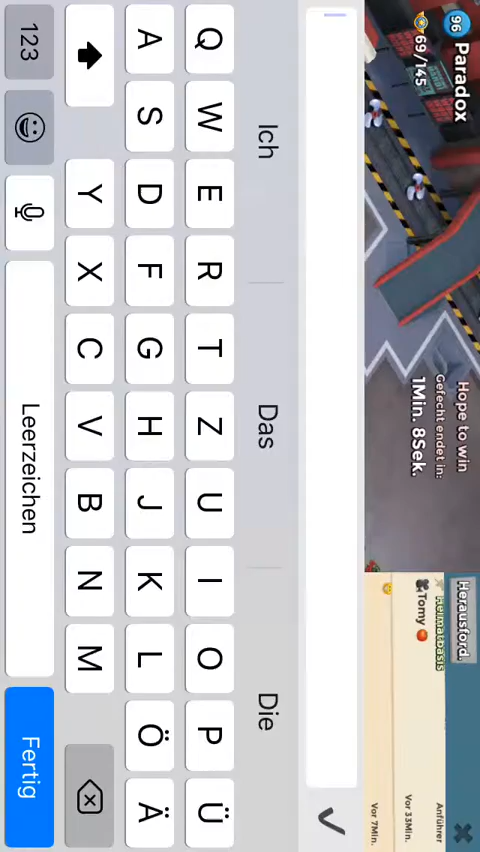 96 Paradox
69/145
Hope to win
Gefecht endet in:
1Min. 8Sek.
Herausford.
Heimatbasis
Tomy
Anführer
Vor 33Min.
Vor 7Min.
Ich Das Die
Q W E R T Z U I O P Ü
A S D F G H J K L Ö Ä
Y X C V B N M
123 Leerzeichen Fertig